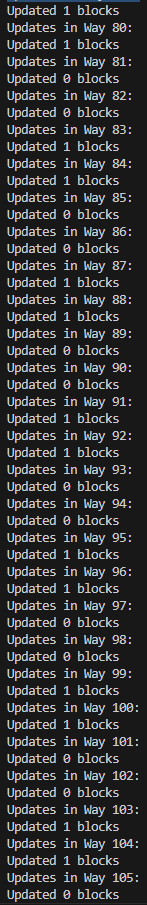 Updated 1 blocks
Updates in Way 80:
Updated 1 blocks
Updates in Way 81:
Updated 0 blocks
Updates in Way 82:
Updated 0 blocks
Updates in Way 83:
Updated 1 blocks
Updates in Way 84:
Updated 1 blocks
Updates in Way 85:
Updated 0 blocks
Updates in Way 86:
Updated 0 blocks
Updates in Way 87:
Updated 1 blocks
Updates in Way 88:
Updated 1 blocks
Updates in Way 89:
Updated 0 blocks
Updates in Way 90:
Updated 0 blocks
Updates in Way 91:
Updated 1 blocks
Updates in Way 92:
Updated 1 blocks
Updates in Way 93:
Updated 0 blocks
Updates in Way 94:
Updated 0 blocks
Updates in Way 95:
Updated 1 blocks
Updates in Way 96:
Updated 1 blocks
Updates in Way 97:
Updated 0 blocks
Updates in Way 98:
Updated 0 blocks
Updates in Way 99:
Updated 1 blocks
Updates in Way 100:
Updated 1 blocks
Updates in Way 101:
Updated 0 blocks
Updates in Way 102:
Updated 0 blocks
Updates in Way 103:
Updated 1 blocks
Updates in Way 104:
Updated 1 blocks
Updates in Way 105:
Updated 0 blocks